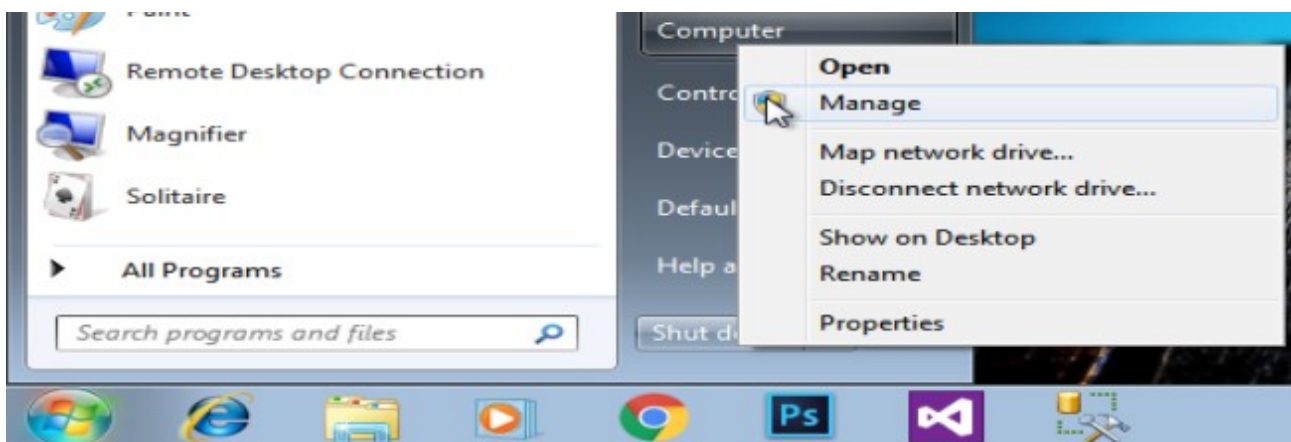 Paint
Remote Desktop Connection
Magnifier
Solitaire
All Programs
Search programs and files
Computer
Contro
Device
Defaul
Help a
Shut d
Open
Manage
Map network drive...
Disconnect network drive...
Show on Desktop
Rename
Properties
Ps